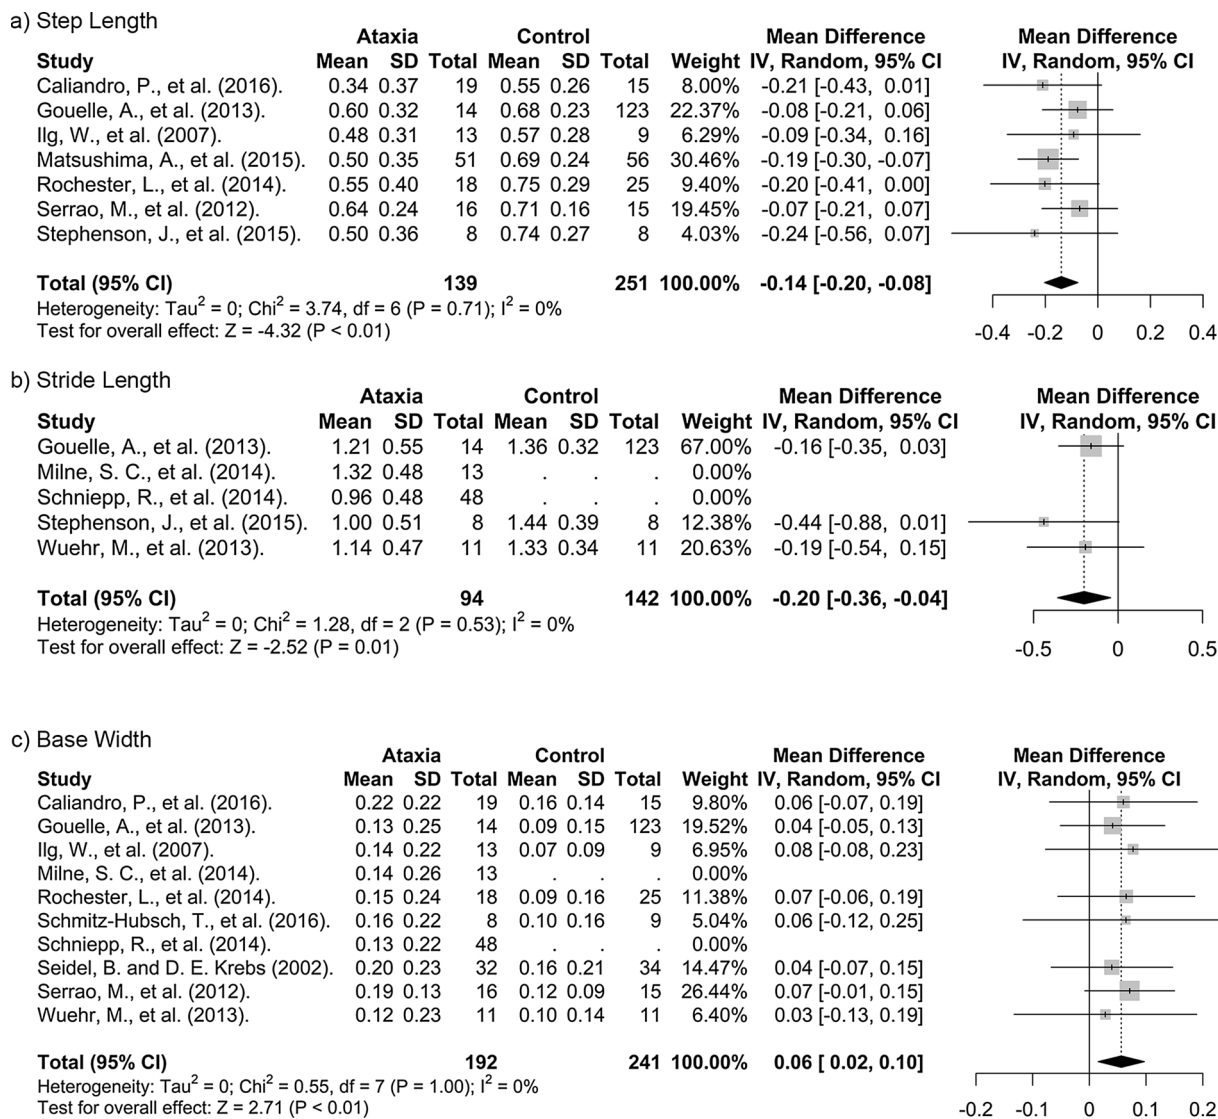 a) Step Length
Ataxia Control Mean Difference Mean Difference
Study Mean SD Total Mean SD Total Weight IV, Random, 95% CI IV, Random, 95% CI
Caliandro, P., et al. (2016). 0.34 0.37 19 0.55 0.26 15 8.00% -0.21 [-0.43, 0.01]
Gouelle, A., et al. (2013). 0.60 0.32 14 0.68 0.23 123 22.37% -0.08 [-0.21, 0.06]
Ilg, W., et al. (2007). 0.48 0.31 13 0.57 0.28 9 6.29% -0.09 [-0.34, 0.16]
Matsushima, A., et al. (2015). 0.50 0.35 51 0.69 0.24 56 30.46% -0.19 [-0.30, -0.07]
Rochester, L., et al. (2014). 0.55 0.40 18 0.75 0.29 25 9.40% -0.20 [-0.41, 0.00]
Serrao, M., et al. (2012). 0.64 0.24 16 0.71 0.16 15 19.45% -0.07 [-0.21, 0.07]
Stephenson, J., et al. (2015). 0.50 0.36 8 0.74 0.27 8 4.03% -0.24 [-0.56, 0.07]
Total (95% CI) 139 251 100.00% -0.14 [-0.20, -0.08]
Heterogeneity: Tau² = 0; Chi² = 3.74, df = 6 (P = 0.71); I² = 0%
Test for overall effect: Z = -4.32 (P < 0.01)
-0.4 -0.2 0 0.2 0.4
b) Stride Length
Ataxia Control Mean Difference Mean Difference
Study Mean SD Total Mean SD Total Weight IV, Random, 95% CI IV, Random, 95% CI
Gouelle, A., et al. (2013). 1.21 0.55 14 1.36 0.32 123 67.00% -0.16 [-0.35, 0.03]
Milne, S. C., et al. (2014). 1.32 0.48 13 . . . 0.00%
Schniepp, R., et al. (2014). 0.96 0.48 48 . . . 0.00%
Stephenson, J., et al. (2015). 1.00 0.51 8 1.44 0.39 8 12.38% -0.44 [-0.88, 0.01]
Wuehr, M., et al. (2013). 1.14 0.47 11 1.33 0.34 11 20.63% -0.19 [-0.54, 0.15]
Total (95% CI) 94 142 100.00% -0.20 [-0.36, -0.04]
Heterogeneity: Tau² = 0; Chi² = 1.28, df = 2 (P = 0.53); I² = 0%
Test for overall effect: Z = -2.52 (P = 0.01)
-0.5 0 0.5
c) Base Width
Ataxia Control Mean Difference Mean Difference
Study Mean SD Total Mean SD Total Weight IV, Random, 95% CI IV, Random, 95% CI
Caliandro, P., et al. (2016). 0.22 0.22 19 0.16 0.14 15 9.80% 0.06 [-0.07, 0.19]
Gouelle, A., et al. (2013). 0.13 0.25 14 0.09 0.15 123 19.52% 0.04 [-0.05, 0.13]
Ilg, W., et al. (2007). 0.14 0.22 13 0.07 0.09 9 6.95% 0.08 [-0.08, 0.23]
Milne, S. C., et al. (2014). 0.14 0.26 13 . . . 0.00%
Rochester, L., et al. (2014). 0.15 0.24 18 0.09 0.16 25 11.38% 0.07 [-0.06, 0.19]
Schmitz-Hubsch, T., et al. (2016). 0.16 0.22 8 0.10 0.16 9 5.04% 0.06 [-0.12, 0.25]
Schniepp, R., et al. (2014). 0.13 0.22 48 . . . 0.00%
Seidel, B. and D. E. Krebs (2002). 0.20 0.23 32 0.16 0.21 34 14.47% 0.04 [-0.07, 0.15]
Serrao, M., et al. (2012). 0.19 0.13 16 0.12 0.09 15 26.44% 0.07 [-0.01, 0.15]
Wuehr, M., et al. (2013). 0.12 0.23 11 0.10 0.14 11 6.40% 0.03 [-0.13, 0.19]
Total (95% CI) 192 241 100.00% 0.06 [ 0.02, 0.10]
Heterogeneity: Tau² = 0; Chi² = 0.55, df = 7 (P = 1.00); I² = 0%
Test for overall effect: Z = 2.71 (P < 0.01)
-0.2 -0.1 0 0.1 0.2